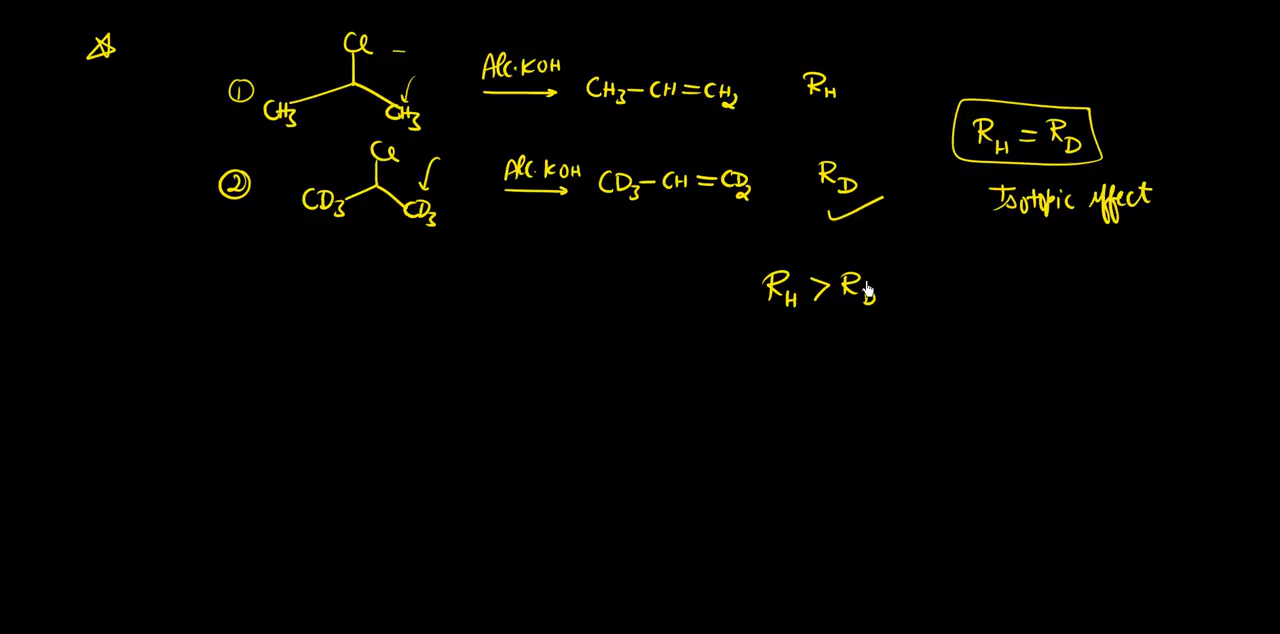 Cl –
① CH3 CH3 Alc. KOH CH3–CH=CH2 RH
RH = RD
Cl
② CD3 CD3 Alc. KOH CD3–CH=CD2 RD
Isotopic effect
RH > RD